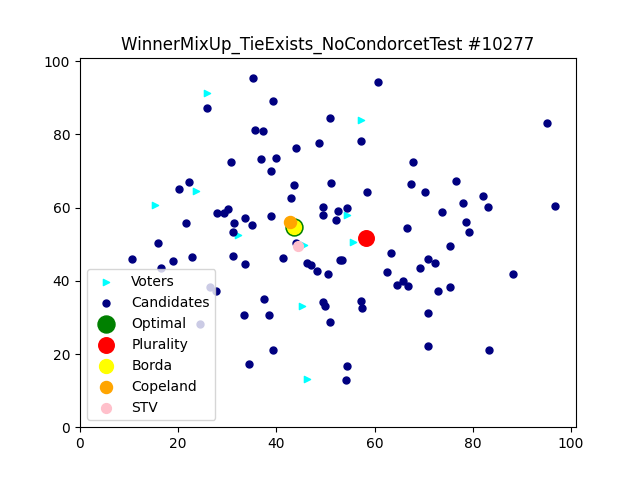 WinnerMixUp_TieExists_NoCondorcetTest #10277
100
80
60
40
20
0
Voters
Candidates
Optimal
Plurality
Borda
Copeland
STV
0 20 40 60 80 100